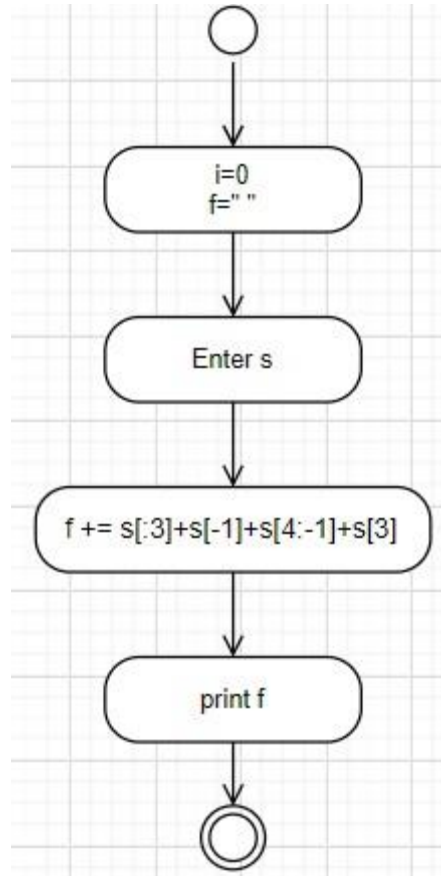 i=0
f=" "
Enter s
f += s[:3]+s[-1]+s[4:-1]+s[3]
print f